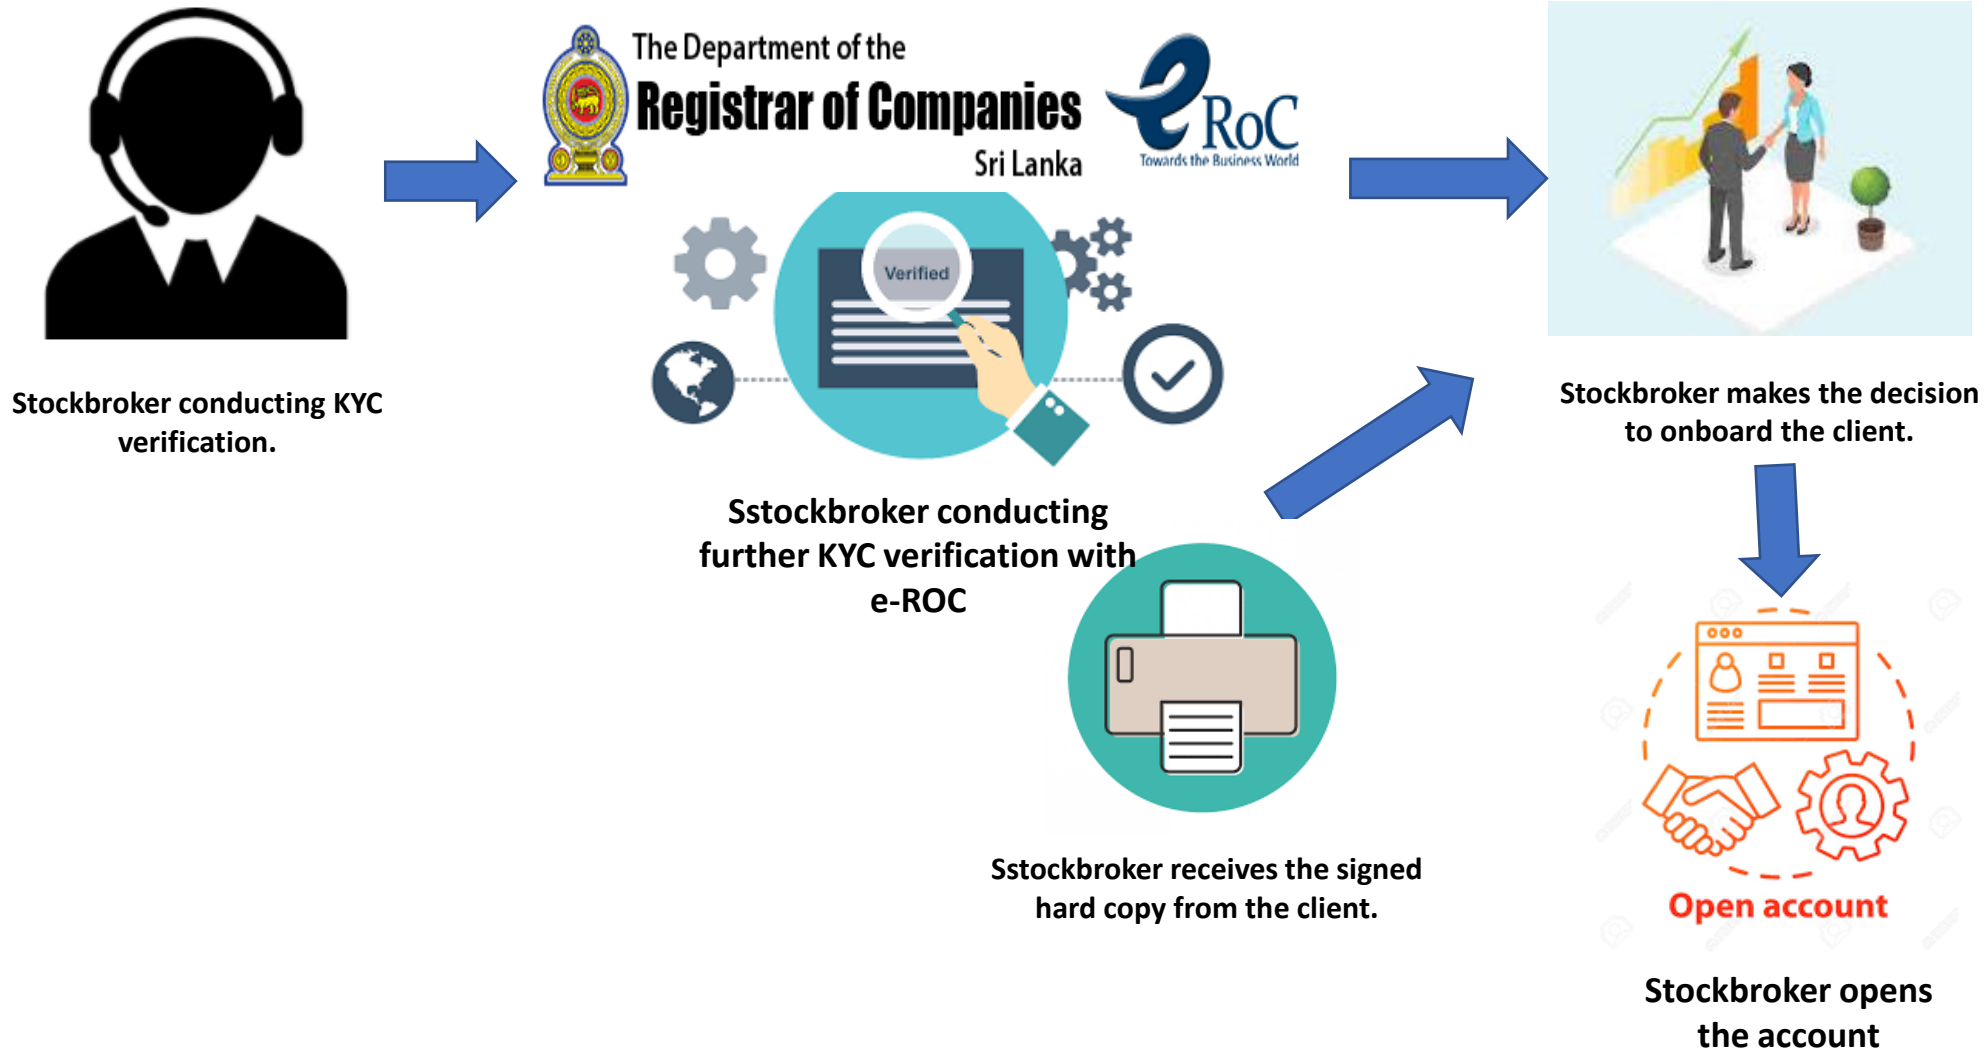 The Department of the
Registrar of Companies
Sri Lanka
e
RoC
Towards the Business World
Verified
Stockbroker conducting KYC
verification.
Sstockbroker conducting
further KYC verification with
e-ROC
Stockbroker makes the decision
to onboard the client.
Sstockbroker receives the signed
hard copy from the client.
Open account
Stockbroker opens
the account